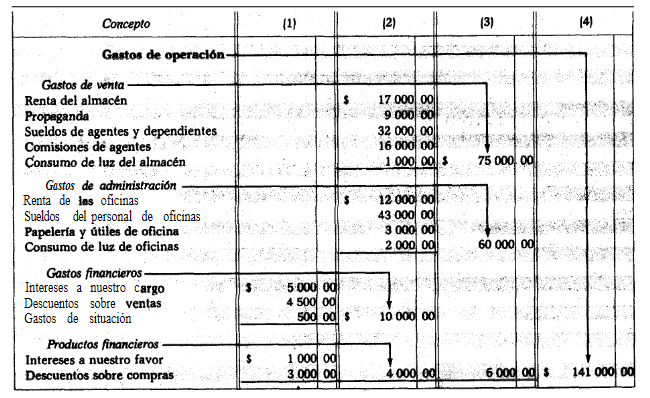 Concepto (1) (2) (3) (4)
Gastos de operación
Gastos de venta
Renta del almacén $ 17 000 00
Propaganda 9 000 00
Sueldos de agentes y dependientes 32 000 00
Comisiones de agentes 16 000 00
Consumo de luz del almacén 1 000 00 $ 75 000 00
Gastos de administración
Renta de las oficinas $ 12 000 00
Sueldos del personal de oficinas 43 000 00
Papelería y útiles de oficina 3 000 00
Consumo de luz de oficinas 2 000 00 60 000 00
Gastos financieros
Intereses a nuestro cargo $ 5 000 00
Descuentos sobre ventas 4 500 00
Gastos de situación 500 00 $ 10 000 00
Productos financieros
Intereses a nuestro favor $ 1 000 00
Descuentos sobre compras 3 000 00 4 000 00 6 000 00 $ 141 000 00